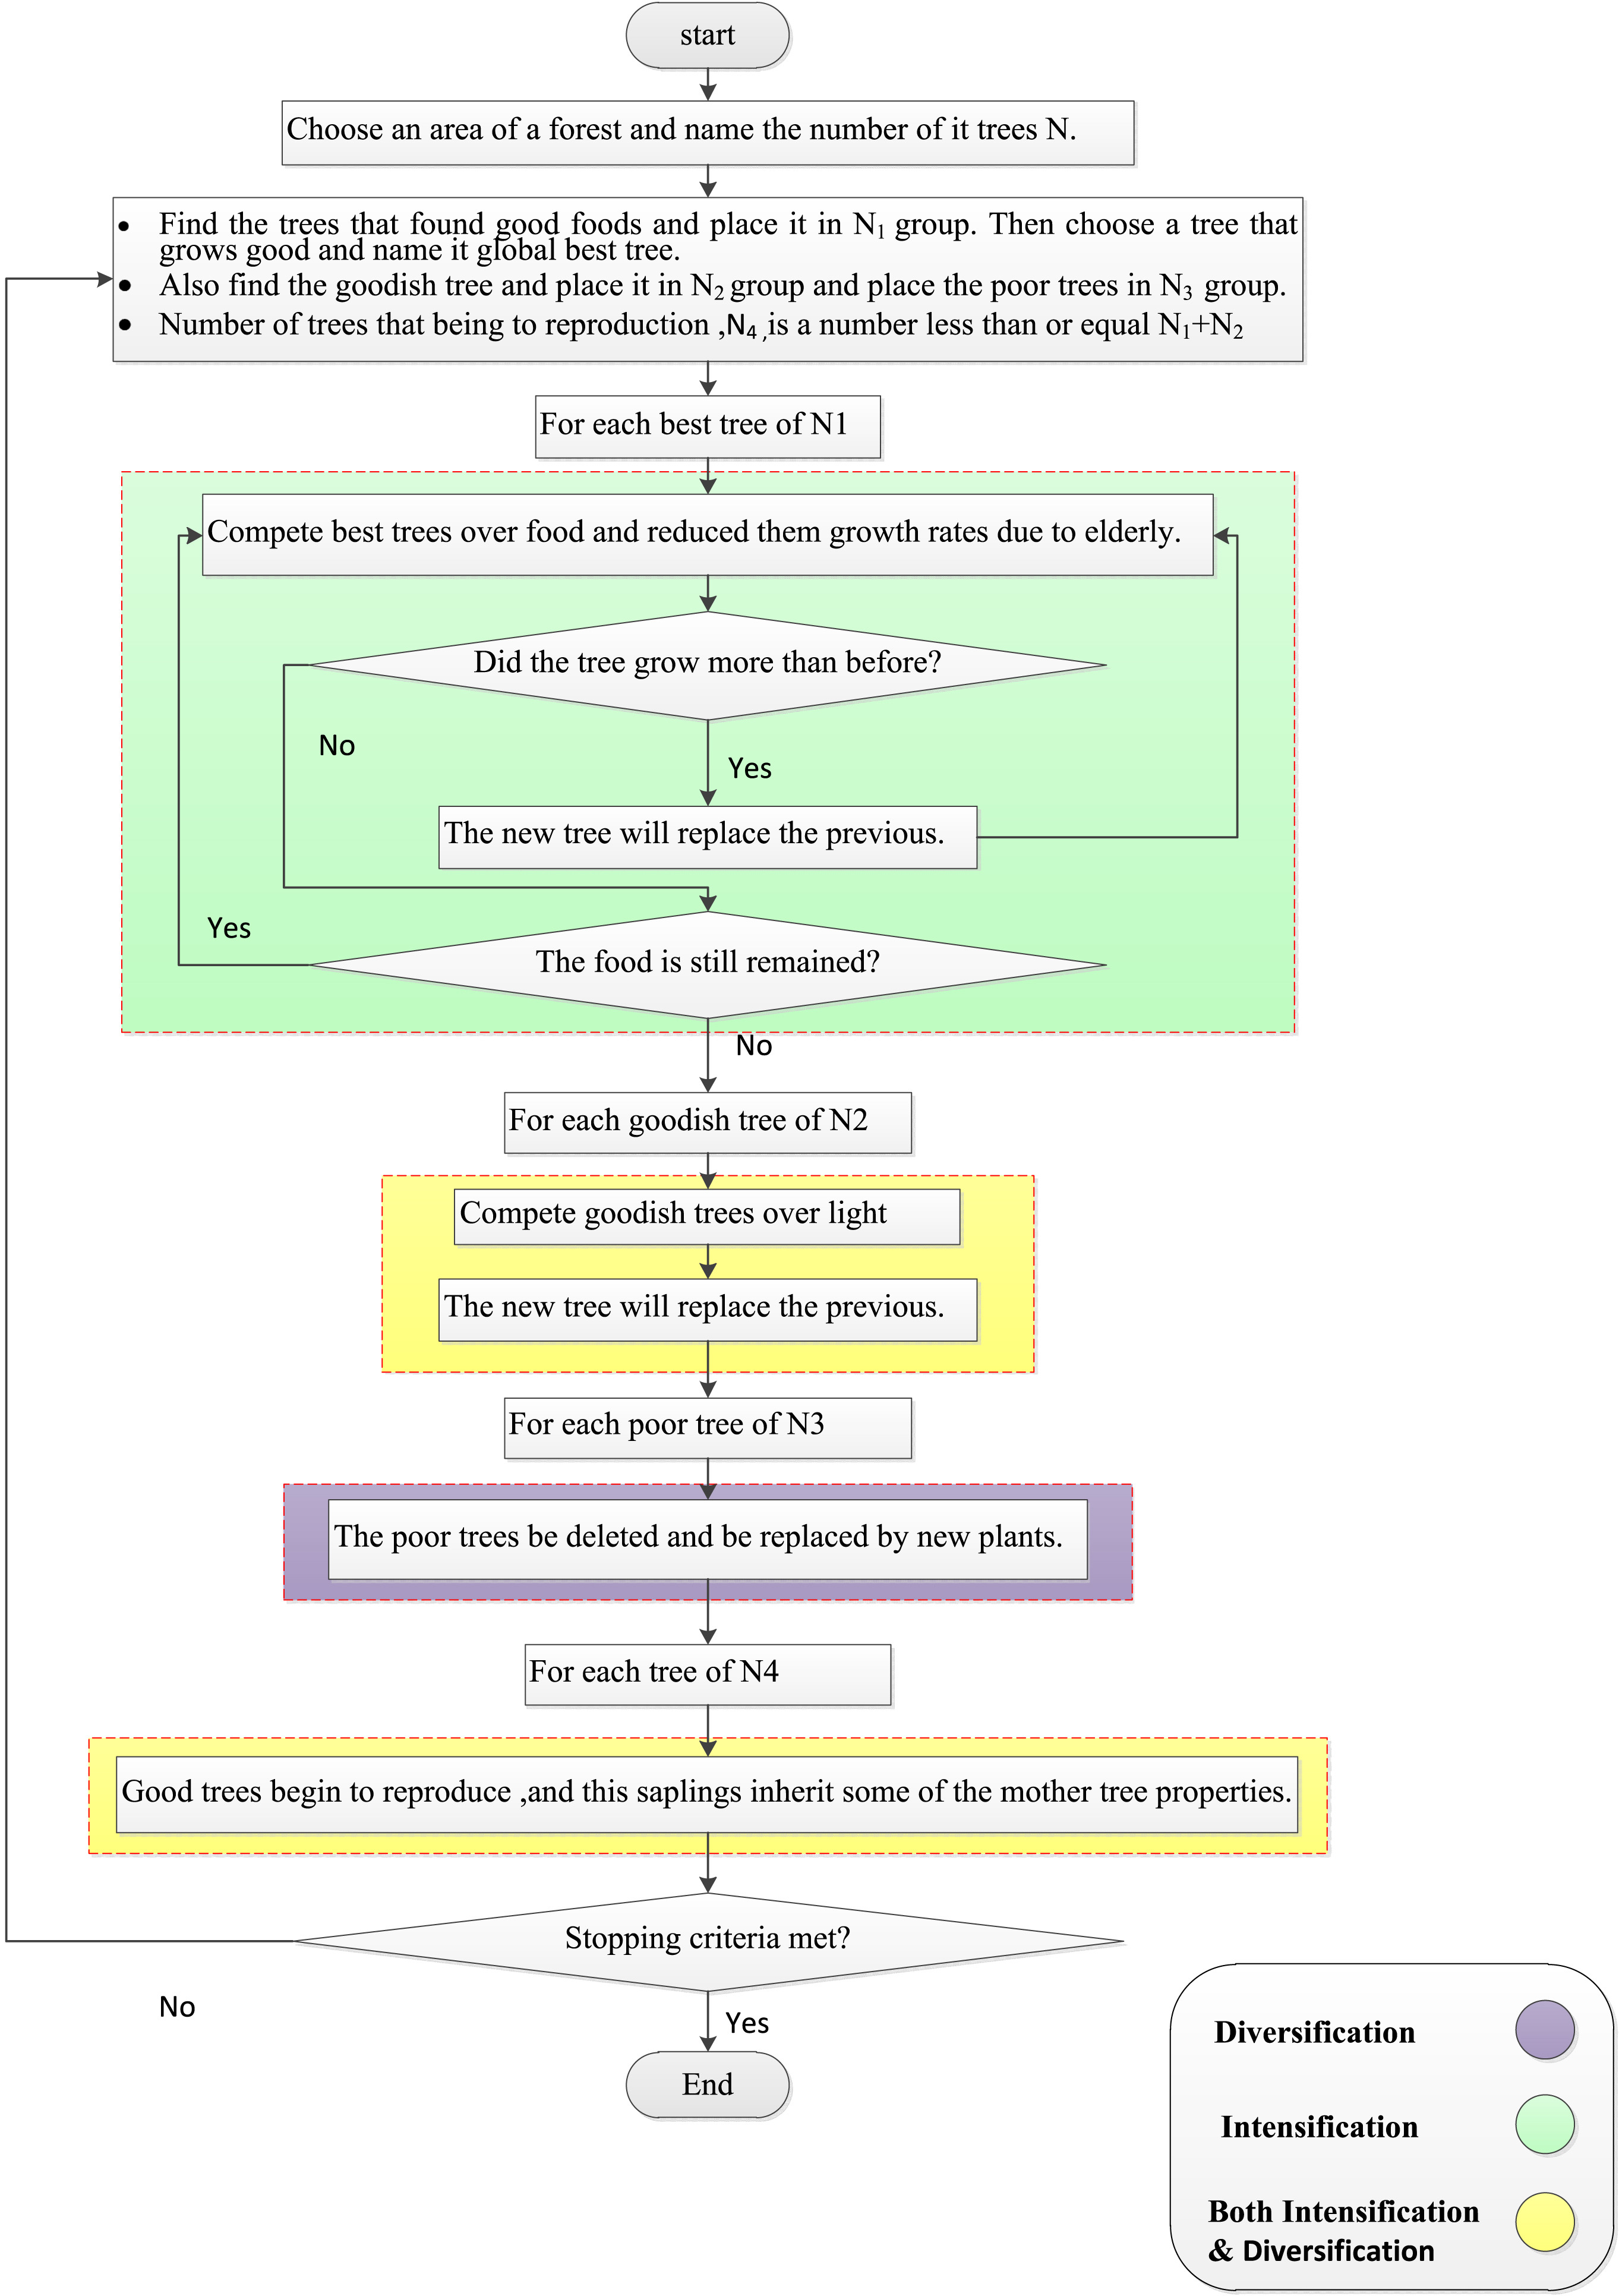 start
Choose an area of a forest and name the number of it trees N.
• Find the trees that found good foods and place it in N₁ group. Then choose a tree that
grows good and name it global best tree.
• Also find the goodish tree and place it in N₂ group and place the poor trees in N₃ group.
• Number of trees that being to reproduction ,N₄ ,is a number less than or equal N₁+N₂
For each best tree of N1
Compete best trees over food and reduced them growth rates due to elderly.
Did the tree grow more than before?
No
Yes
The new tree will replace the previous.
Yes
The food is still remained?
No
For each goodish tree of N2
Compete goodish trees over light
The new tree will replace the previous.
For each poor tree of N3
The poor trees be deleted and be replaced by new plants.
For each tree of N4
Good trees begin to reproduce ,and this saplings inherit some of the mother tree properties.
Stopping criteria met?
No
Yes
End
Diversification
Intensification
Both Intensification
& Diversification